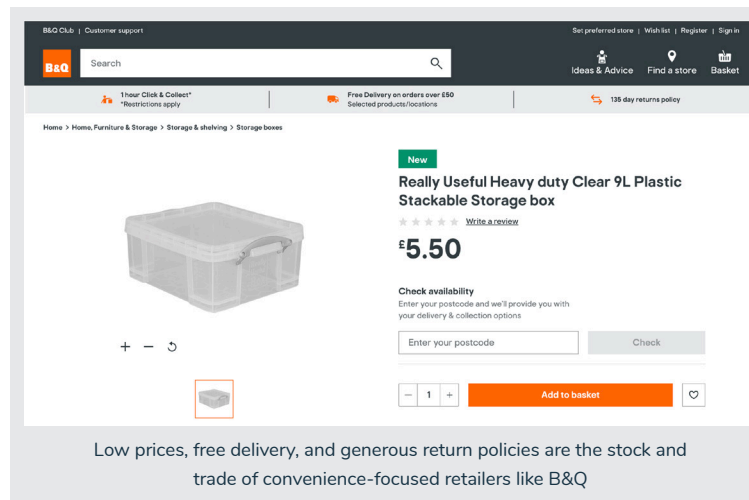 B&Q Club | Customer support
Set preferred store | Wish list | Register | Sign in
B&Q
Search
Ideas & Advice
Find a store
Basket
1 hour Click & Collect*
*Restrictions apply
Free Delivery on orders over £50
Selected products/locations
135 day returns policy
Home > Home, Furniture & Storage > Storage & shelving > Storage boxes
New
Really Useful Heavy duty Clear 9L Plastic
Stackable Storage box
Write a review
£5.50
Check availability
Enter your postcode and we'll provide you with
your delivery & collection options
Enter your postcode
Check
− 1 +
Add to basket
Low prices, free delivery, and generous return policies are the stock and
trade of convenience-focused retailers like B&Q